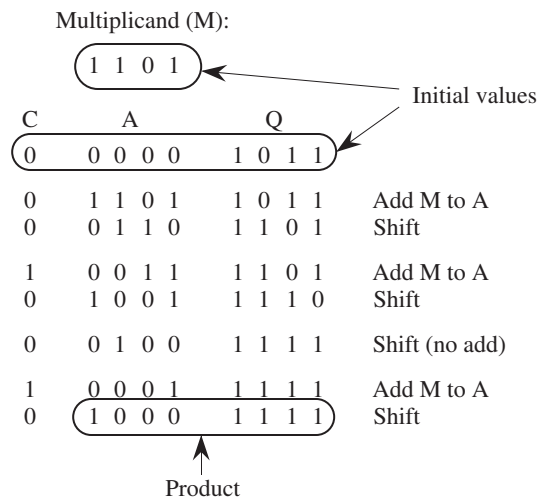 Multiplicand (M):
1 1 0 1
Initial values
C A Q
0 0 0 0 0 1 0 1 1
0 1 1 0 1 1 0 1 1 Add M to A
0 0 1 1 0 1 1 0 1 Shift
1 0 0 1 1 1 1 0 1 Add M to A
0 1 0 0 1 1 1 1 0 Shift
0 0 1 0 0 1 1 1 1 Shift (no add)
1 0 0 0 1 1 1 1 1 Add M to A
0 1 0 0 0 1 1 1 1 Shift
Product